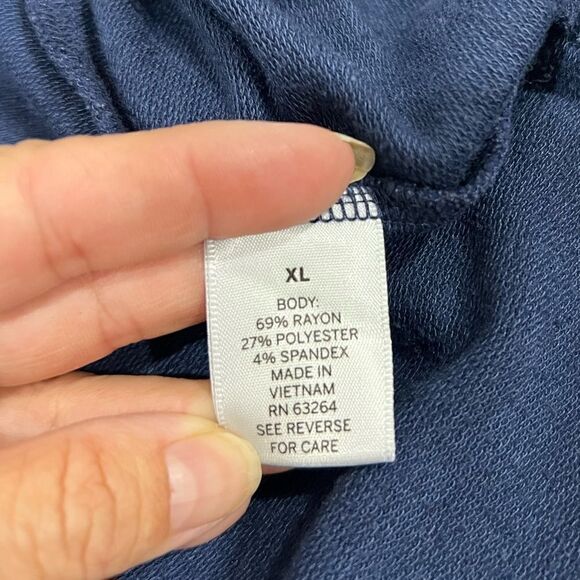 XL
BODY:
69% RAYON
27% POLYESTER
4% SPANDEX
MADE IN
VIETNAM
RN 63264
SEE REVERSE
FOR CARE